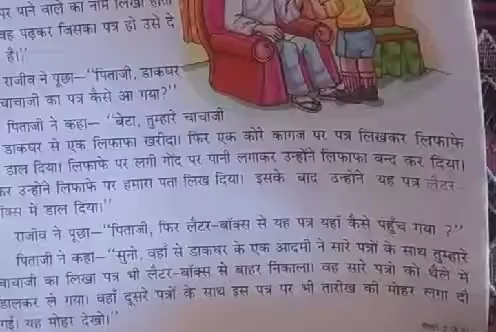 पर पाने वाले का नाम लिखा होता
वह पढ़कर जिसका पत्र हो उसे दे
है।"
राजीव ने पूछा—"पिताजी, डाकघर
चाचाजी का पत्र कैसे आ गया?"
पिताजी ने कहा— "बेटा, तुम्हारे चाचाजी
डाकघर से एक लिफाफा खरीदा। फिर एक कोरे कागज पर पत्र लिखकर लिफाफे
डाल दिया। लिफाफे पर लगी गोंद पर पानी लगाकर उन्होंने लिफाफा बन्द कर दिया।
कर उन्होंने लिफाफे पर हमारा पता लिख दिया। इसके बाद उन्होंने यह पत्र लैटर-
बॉक्स में डाल दिया।"
राजीव ने पूछा—"पिताजी, फिर लैटर-बॉक्स से यह पत्र यहाँ कैसे पहुँच गया ?"
पिताजी ने कहा—"सुनो, वहाँ से डाकघर के एक आदमी ने सारे पत्रों के साथ तुम्हारे
चाचाजी का लिखा पत्र भी लैटर-बॉक्स से बाहर निकाला। वह सारे पत्रों को थैले में
डालकर ले गया। वहाँ दूसरे पत्रों के साथ इस पत्र पर भी तारीख की मोहर लगा दी
गई। यह मोहर देखो।"